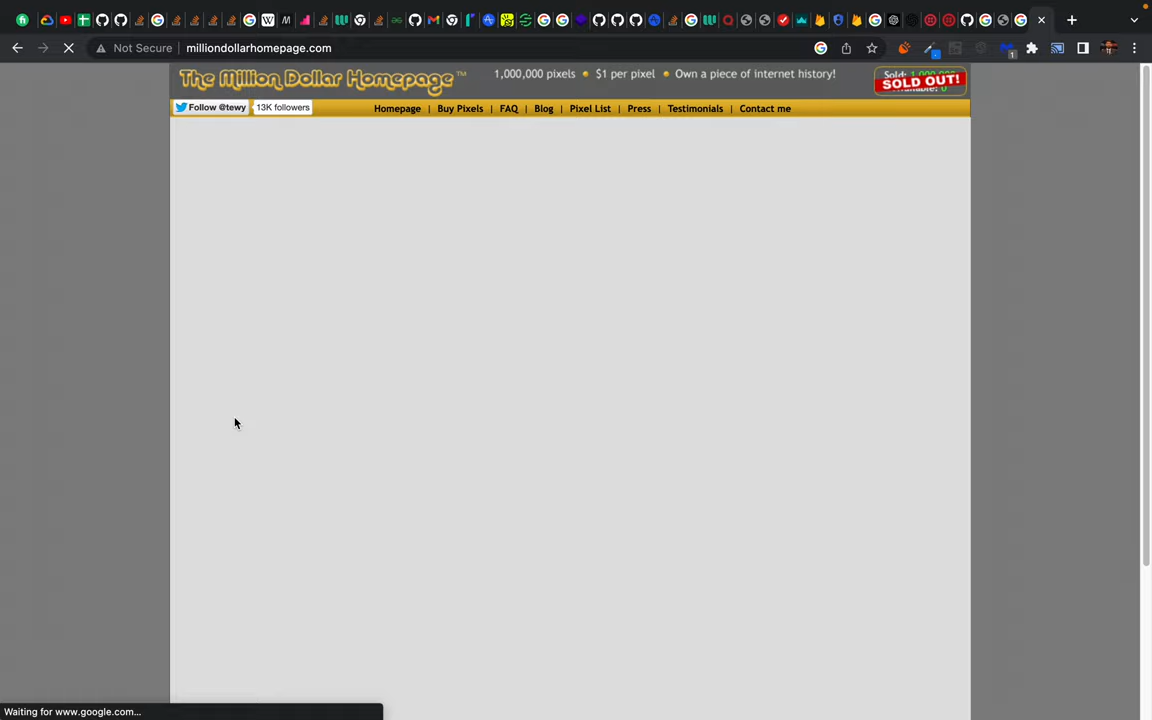 Not Secure milliondollarhomepage.com
The Million Dollar Homepage™ 1,000,000 pixels $1 per pixel Own a piece of internet history!
SOLD OUT!
Follow @tewy 13K followers Homepage | Buy Pixels | FAQ | Blog | Pixel List | Press | Testimonials | Contact me
Waiting for www.google.com...